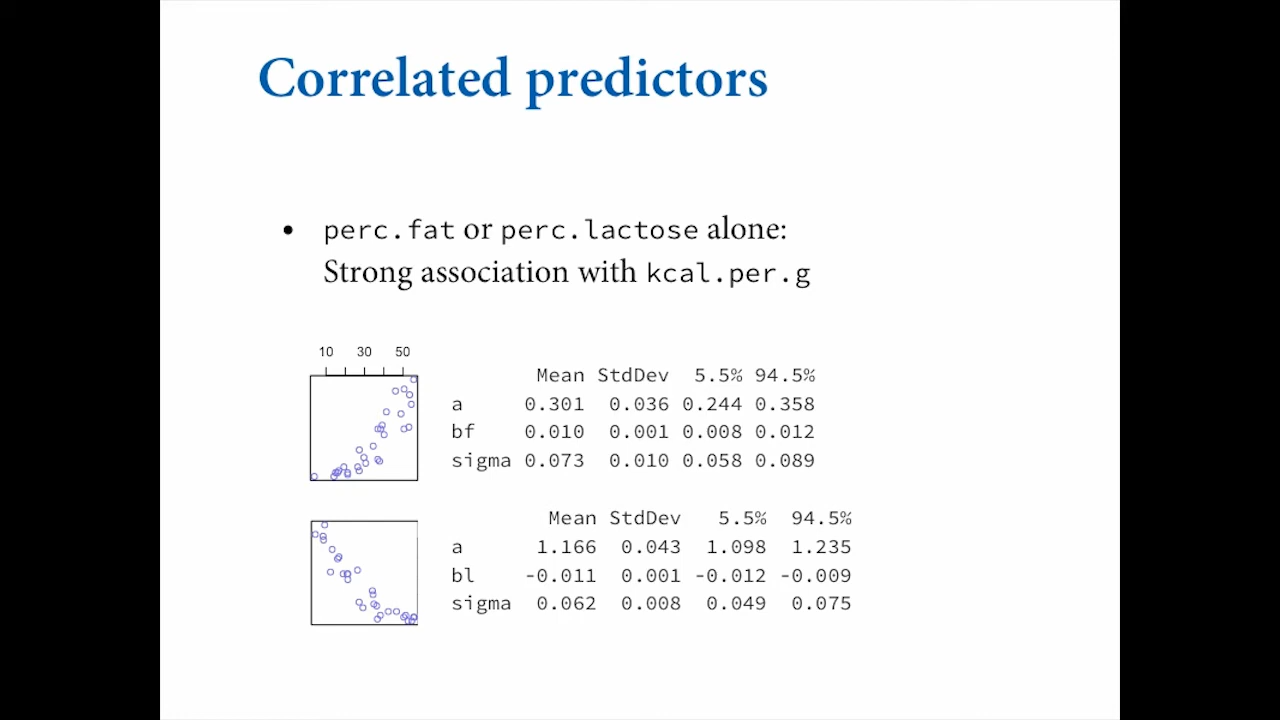 Correlated predictors
• perc.fat or perc.lactose alone:
Strong association with kcal.per.g
10 30 50
Mean StdDev 5.5% 94.5%
a 0.301 0.036 0.244 0.358
bf 0.010 0.001 0.008 0.012
sigma 0.073 0.010 0.058 0.089
Mean StdDev 5.5% 94.5%
a 1.166 0.043 1.098 1.235
bl -0.011 0.001 -0.012 -0.009
sigma 0.062 0.008 0.049 0.075